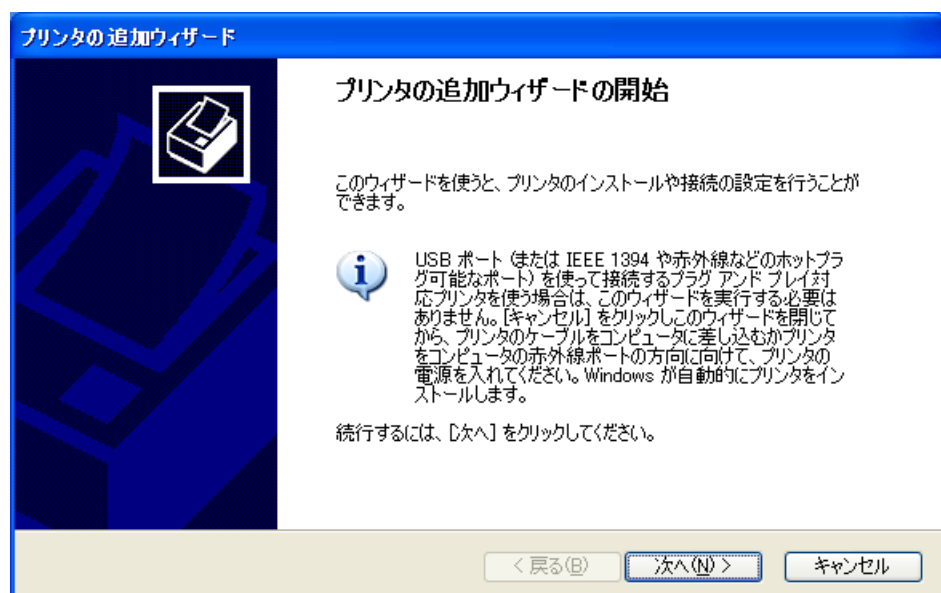 プリンタの追加ウィザード
プリンタの追加ウィザードの開始
このウィザードを使うと、プリンタのインストールや接続の設定を行うことが
できます。
USB ポート (または IEEE 1394 や赤外線などのホットプラ
グ可能なポート) を使って接続するプラグ アンド プレイ対
応プリンタを使う場合は、このウィザードを実行する必要は
ありません。[キャンセル] をクリックしこのウィザードを閉じて
から、プリンタのケーブルをコンピュータに差し込むかプリンタ
をコンピュータの赤外線ポートの方向に向けて、プリンタの
電源を入れてください。Windows が自動的にプリンタをイン
ストールします。
続行するには、[次へ] をクリックしてください。
< 戻る(B) 次へ(N) > キャンセル